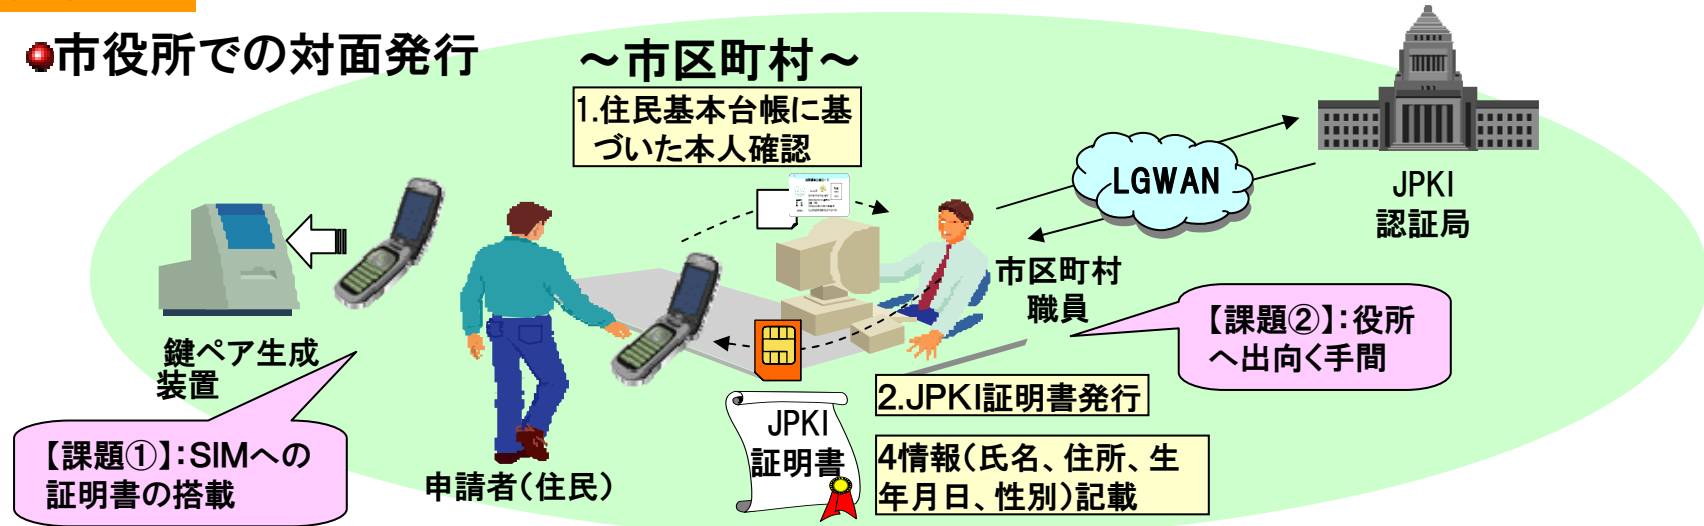 市役所での対面発行
~市区町村~
1.住民基本台帳に基
づいた本人確認
LGWAN
JPKI
認証局
市区町村
職員
【課題②】:役所
へ出向く手間
鍵ペア生成
装置
【課題①】:SIMへの
証明書の搭載
申請者(住民)
JPKI
証明書
2.JPKI証明書発行
4情報(氏名、住所、生
年月日、性別)記載